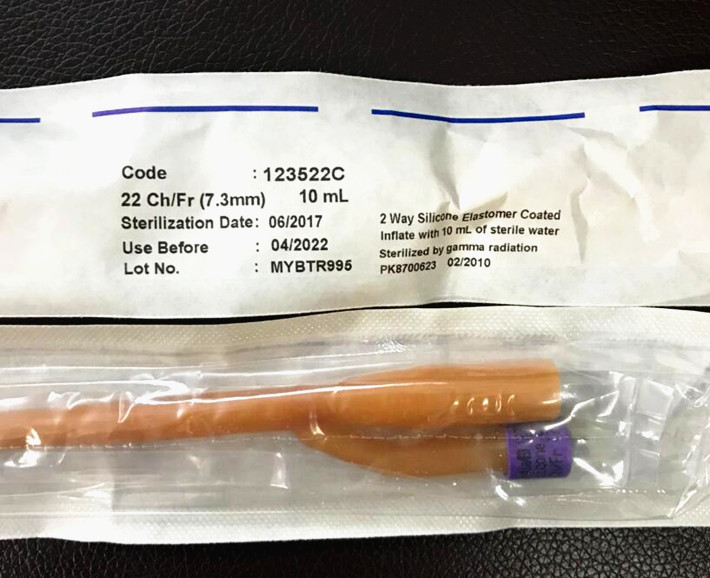 Code : 123522C
22 Ch/Fr (7.3mm) 10 mL
Sterilization Date: 06/2017
Use Before : 04/2022
Lot No. : MYBTR995
2 Way Silicone Elastomer Coated
Inflate with 10 mL of sterile water
Sterilized by gamma radiation
PK8700623 02/2010